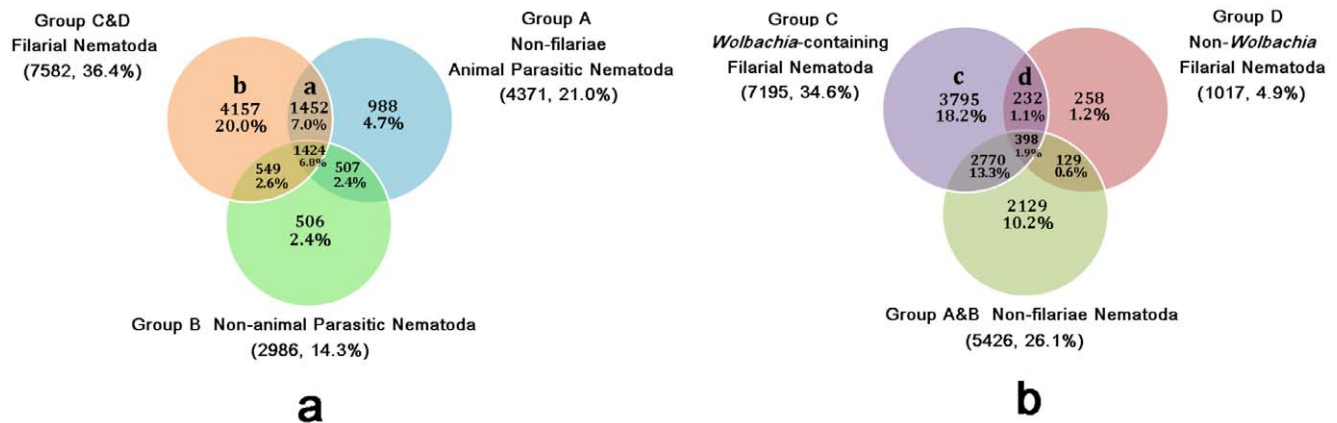 Group C&D
Filarial Nematoda
(7582, 36.4%)
Group A
Non-filariae
Animal Parasitic Nematoda
(4371, 21.0%)
b
4157
20.0%
a
1452
7.0%
988
4.7%
1424
6.8%
549
2.6%
507
2.4%
506
2.4%
Group B Non-animal Parasitic Nematoda
(2986, 14.3%)
a
Group C
Wolbachia-containing
Filarial Nematoda
(7195, 34.6%)
Group D
Non-Wolbachia
Filarial Nematoda
(1017, 4.9%)
c
3795
18.2%
d
232
1.1%
258
1.2%
398
1.9%
2770
13.3%
129
0.6%
2129
10.2%
Group A&B Non-filariae Nematoda
(5426, 26.1%)
b